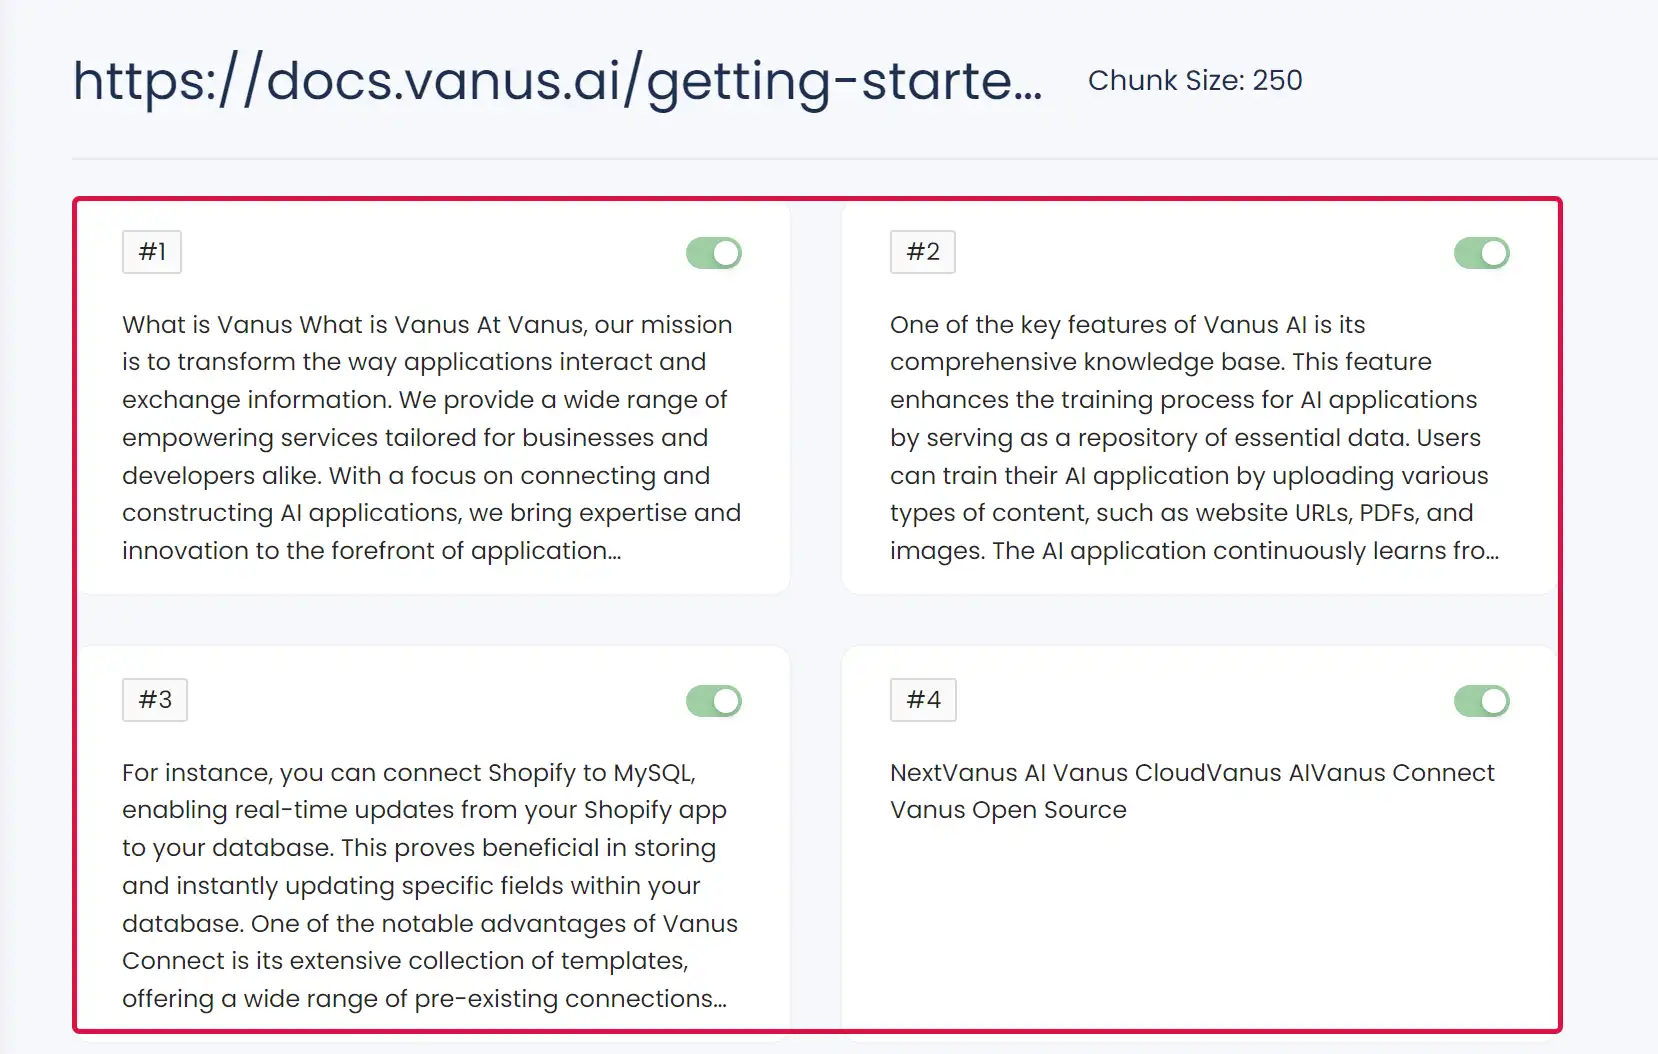 https://docs.vanus.ai/getting-starte...
Chunk Size: 250
#1
What is Vanus What is Vanus At Vanus, our mission
is to transform the way applications interact and
exchange information. We provide a wide range of
empowering services tailored for businesses and
developers alike. With a focus on connecting and
constructing AI applications, we bring expertise and
innovation to the forefront of application...
#2
One of the key features of Vanus AI is its
comprehensive knowledge base. This feature
enhances the training process for AI applications
by serving as a repository of essential data. Users
can train their AI application by uploading various
types of content, such as website URLs, PDFs, and
images. The AI application continuously learns fro...
#3
For instance, you can connect Shopify to MySQL,
enabling real-time updates from your Shopify app
to your database. This proves beneficial in storing
and instantly updating specific fields within your
database. One of the notable advantages of Vanus
Connect is its extensive collection of templates,
offering a wide range of pre-existing connections...
#4
NextVanus AI Vanus CloudVanus AIVanus Connect
Vanus Open Source